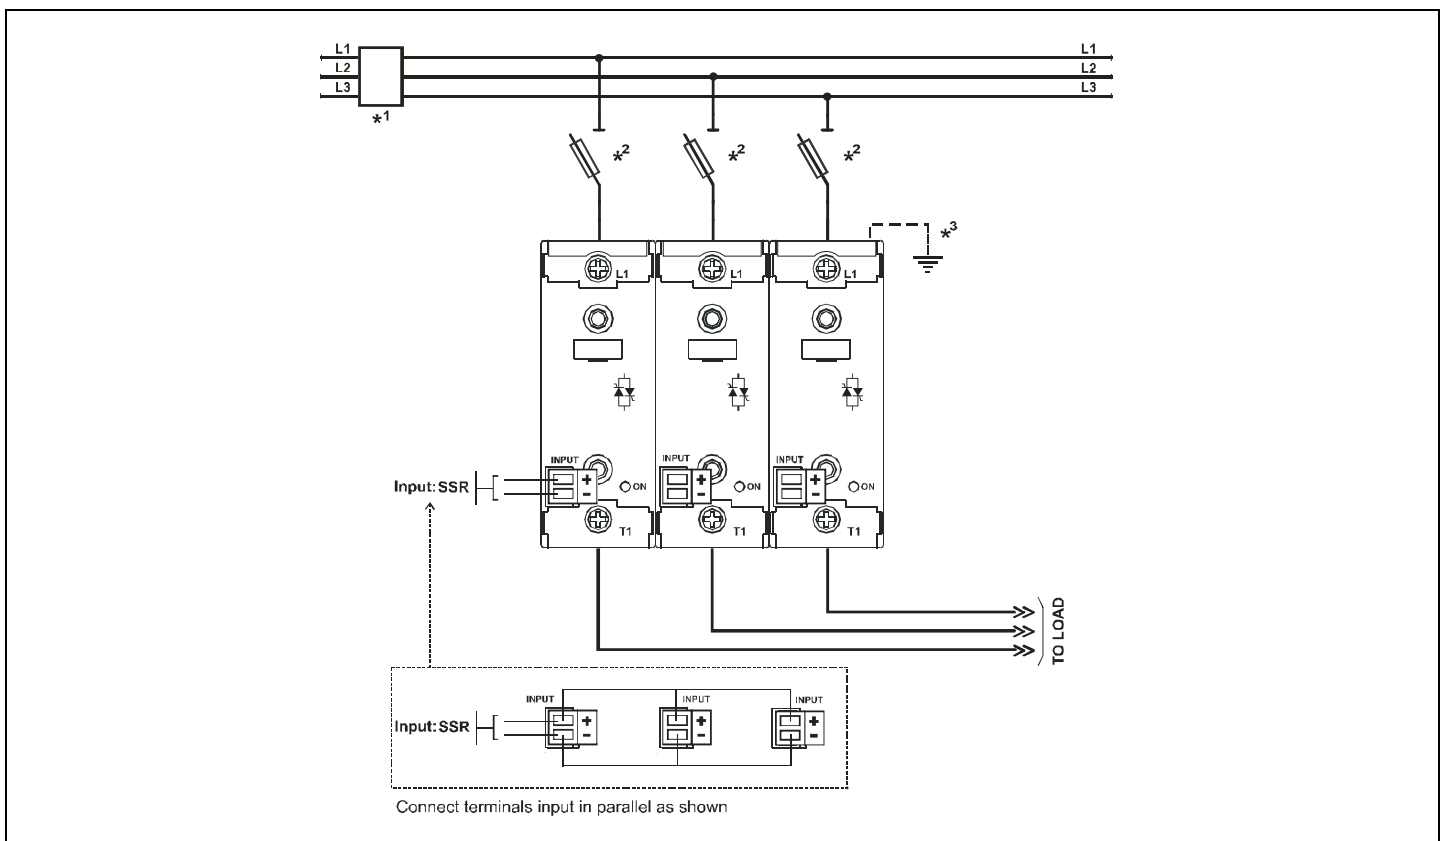 L1 L1
L2 L2
L3 L3
*1
*2 *2 *2
*3
L1 L1 L1
INPUT INPUT INPUT
Input:SSR + + +
- ON - ON - ON
T1 T1 T1
TO LOAD
INPUT INPUT INPUT
Input:SSR + + +
- - -
Connect terminals input in parallel as shown